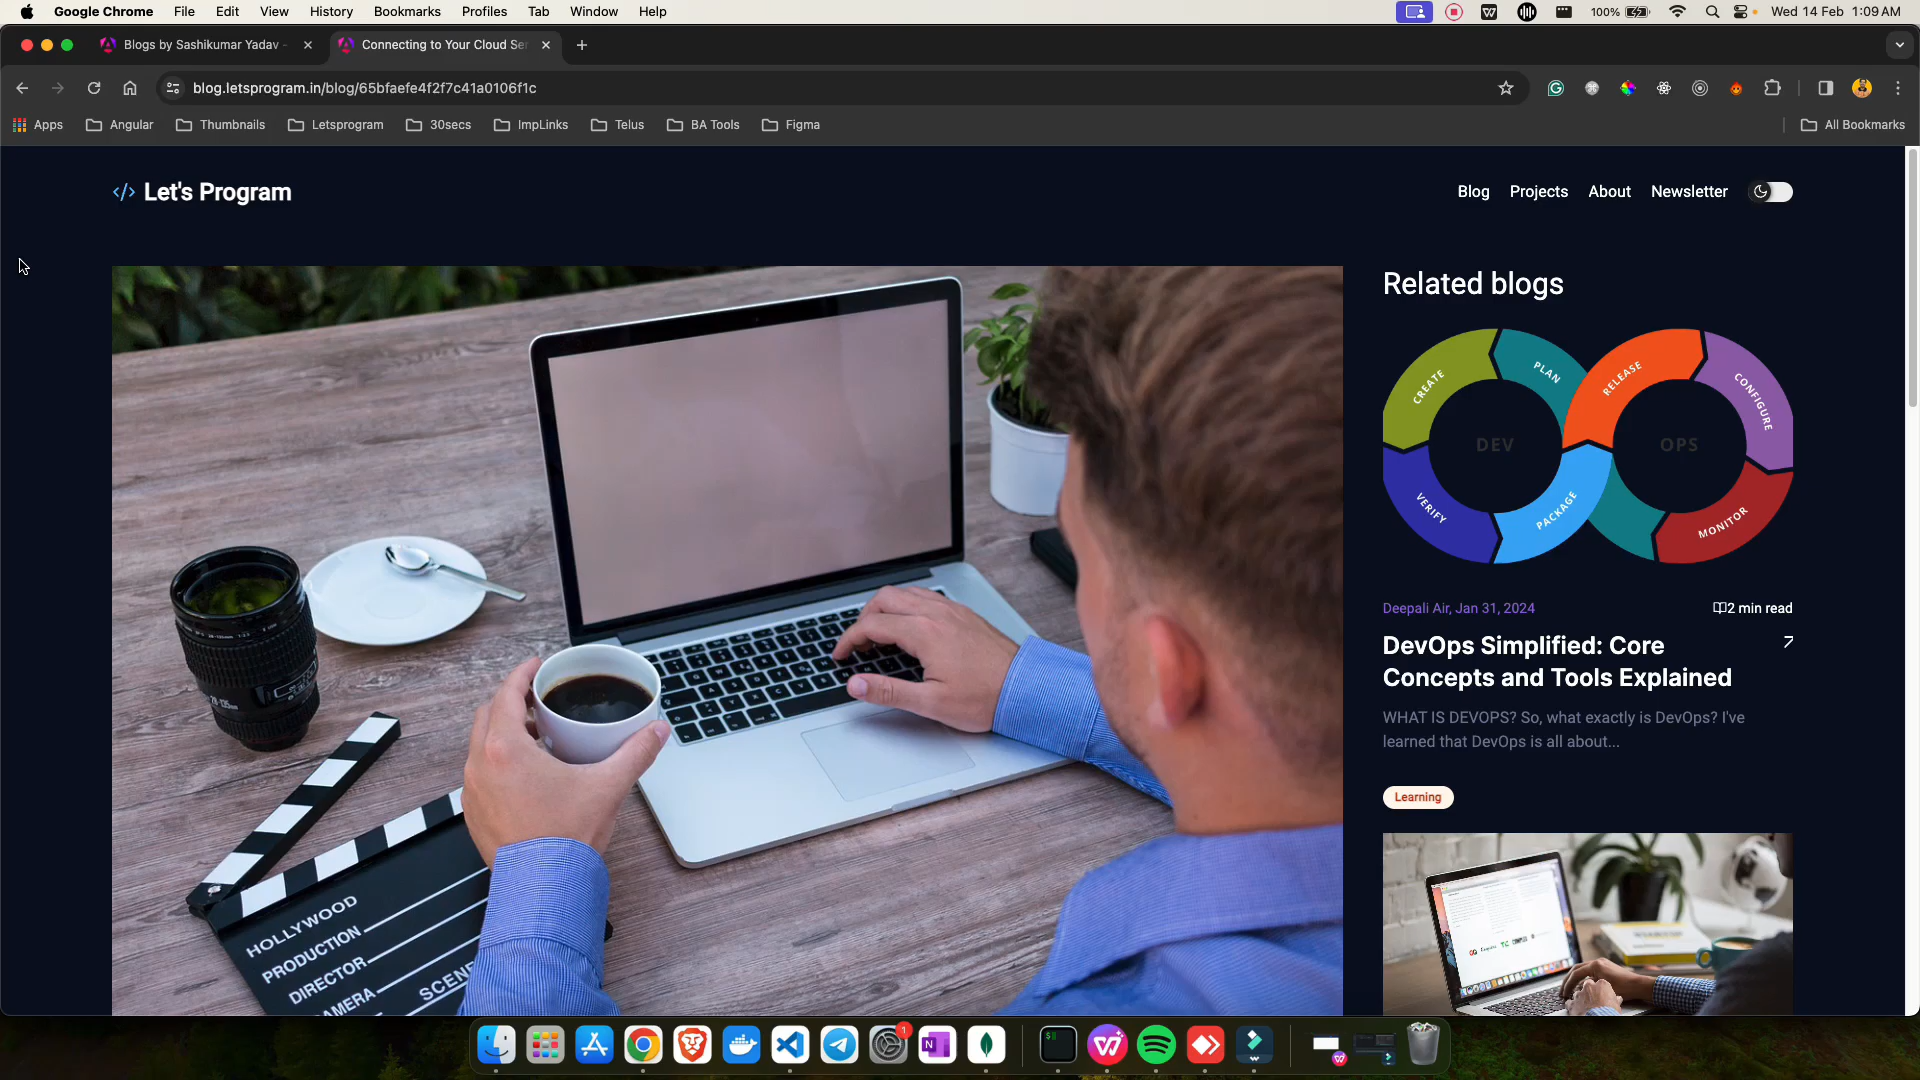 Google Chrome File Edit View History Bookmarks Profiles Tab Window Help
100% Wed 14 Feb 1:09 AM
Blogs by Sashikumar Yadav -
Connecting to Your Cloud Ser
blog.letsprogram.in/blog/65bfaefe4f2f7c41a0106f1c
Apps Angular Thumbnails Letsprogram 30secs ImpLinks Telus BA Tools Figma All Bookmarks
</> Let's Program
Blog Projects About Newsletter
Related blogs
CREATE
PLAN
RELEASE
CONFIGURE
DEV
OPS
VERIFY
PACKAGE
MONITOR
Deepali Air, Jan 31, 2024
2 min read
DevOps Simplified: Core
Concepts and Tools Explained
WHAT IS DEVOPS? So, what exactly is DevOps? I've
learned that DevOps is all about...
Learning
HOLLYWOOD
PRODUCTION
DIRECTOR
SCENE
1